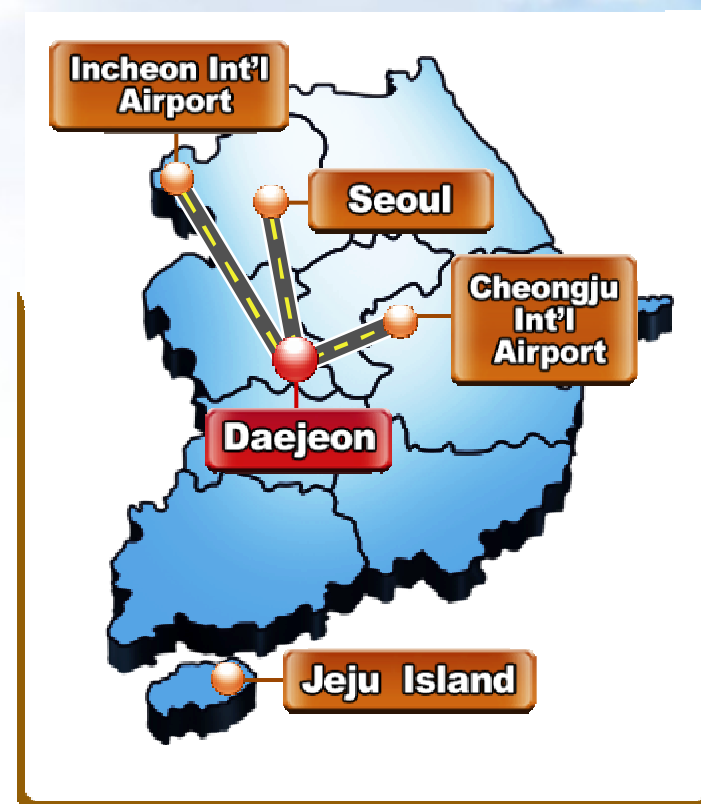 Incheon Int'l
Airport
Seoul
Cheongju
Int'l
Airport
Daejeon
Jeju Island